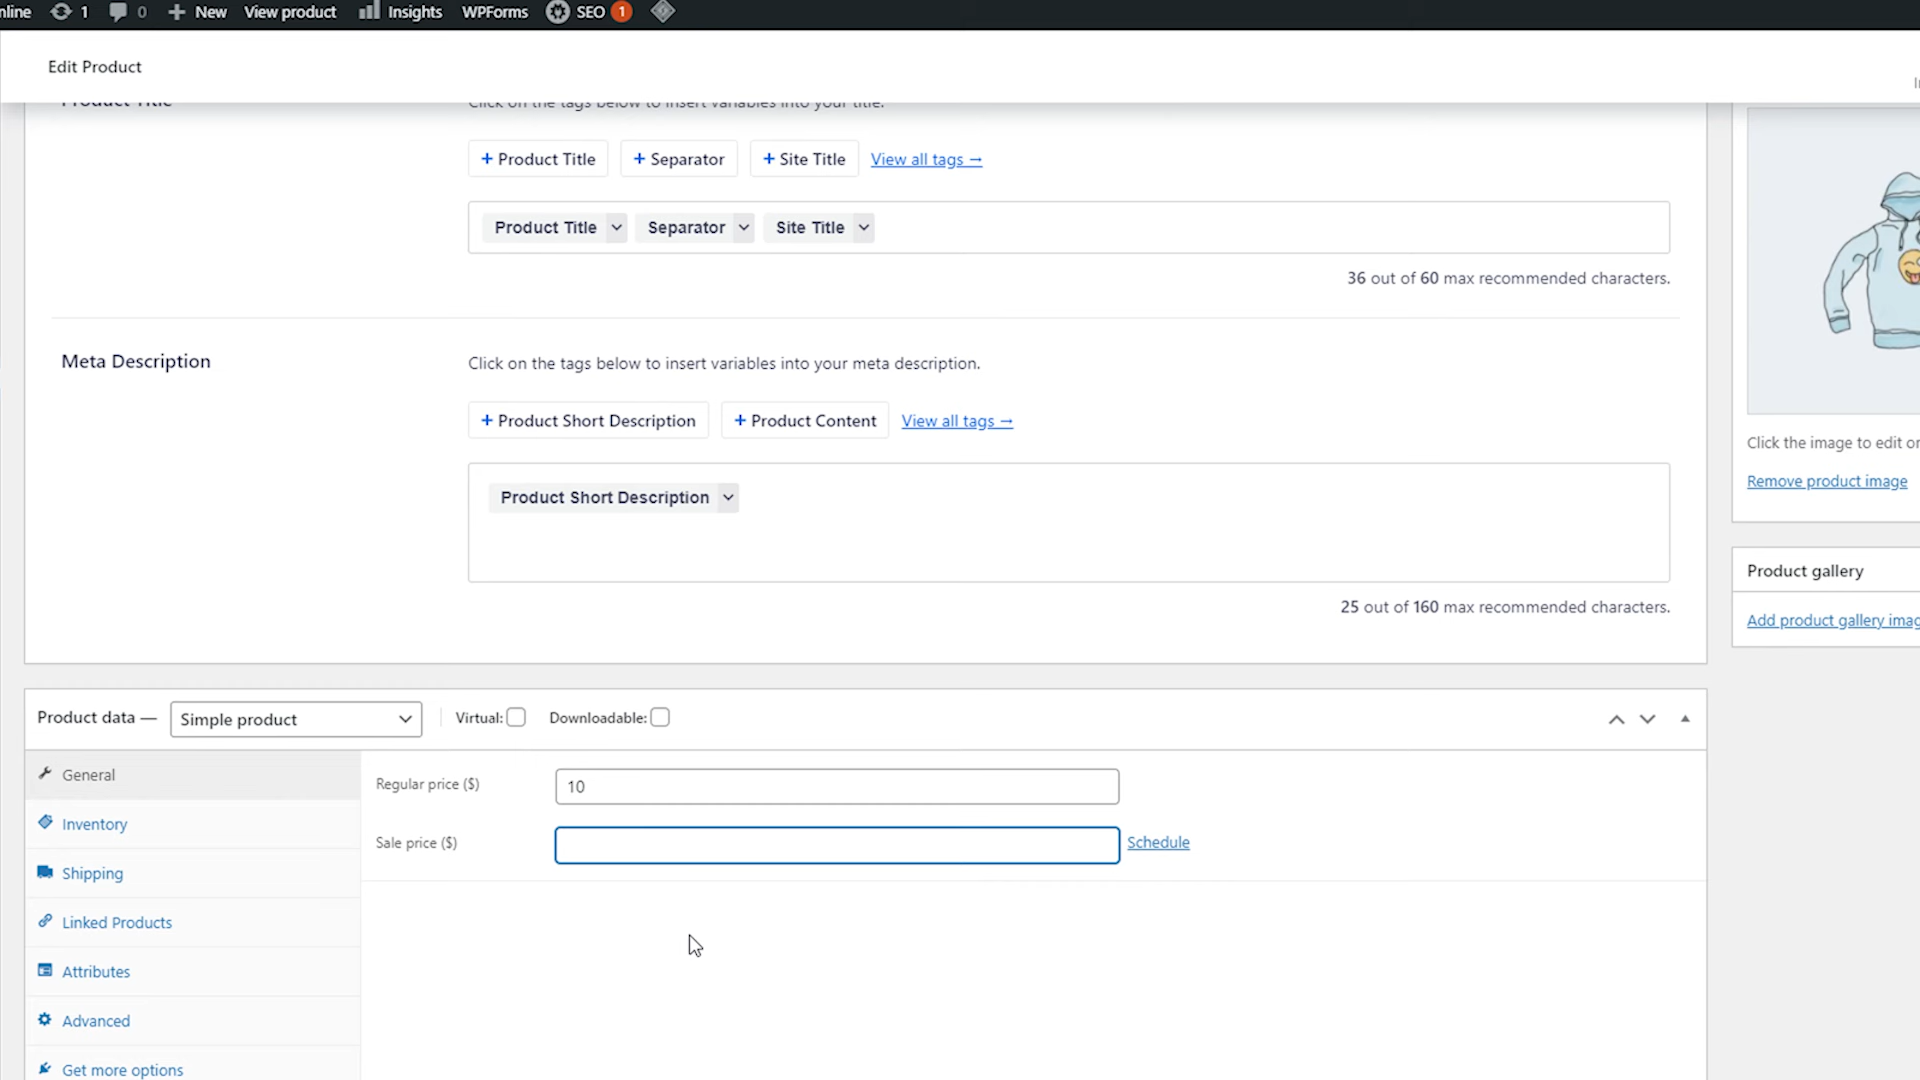 nline 1 0 New View product Insights WPForms SEO 1
Edit Product
Product Title
Click on the tags below to insert variables into your title.
+ Product Title + Separator + Site Title View all tags →
Product Title Separator Site Title
36 out of 60 max recommended characters.
Meta Description
Click on the tags below to insert variables into your meta description.
+ Product Short Description + Product Content View all tags →
Product Short Description
25 out of 160 max recommended characters.
Click the image to edit or
Remove product image
Product gallery
Add product gallery imag
Product data — Simple product Virtual: Downloadable:
General
Inventory
Shipping
Linked Products
Attributes
Advanced
Get more options
Regular price ($) 10
Sale price ($) Schedule